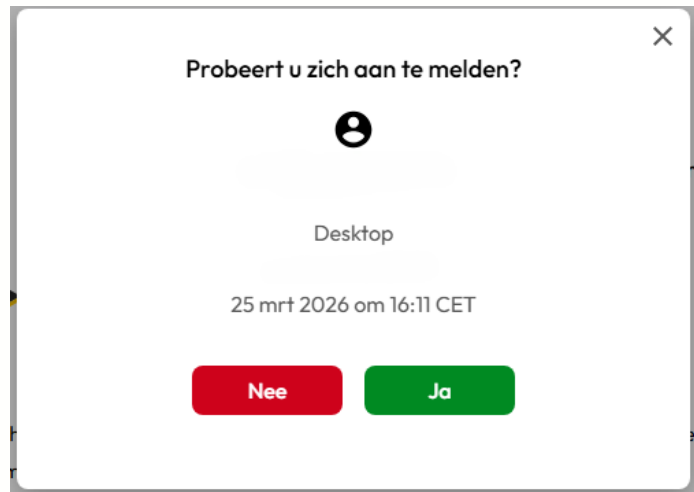 Probeert u zich aan te melden?
Desktop
25 mrt 2026 om 16:11 CET
Nee
Ja